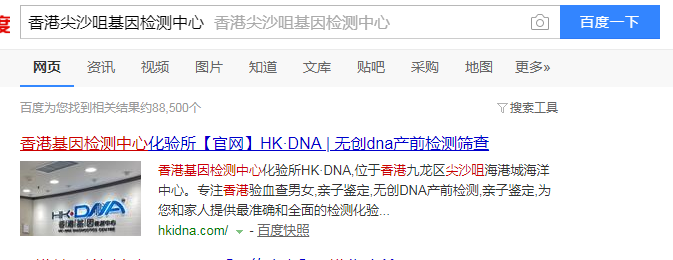 香港尖沙咀基因检测中心 香港尖沙咀基因检测中心 百度一下
网页 资讯 视频 图片 知道 文库 贴吧 采购 地图 更多»
百度为您找到相关结果约88,500个 搜索工具
香港基因检测中心化验所【官网】HK·DNA | 无创dna产前检测筛查
香港基因检测中心化验所HK·DNA,位于香港九龙区尖沙咀海港城海洋
中心。专注香港验血查男女,亲子鉴定,无创DNA产前检测,亲子鉴定,为
您和家人提供最准确和全面的检测化验...
HK·DNA
香港基因检测中心
hkidna.com/ - 百度快照